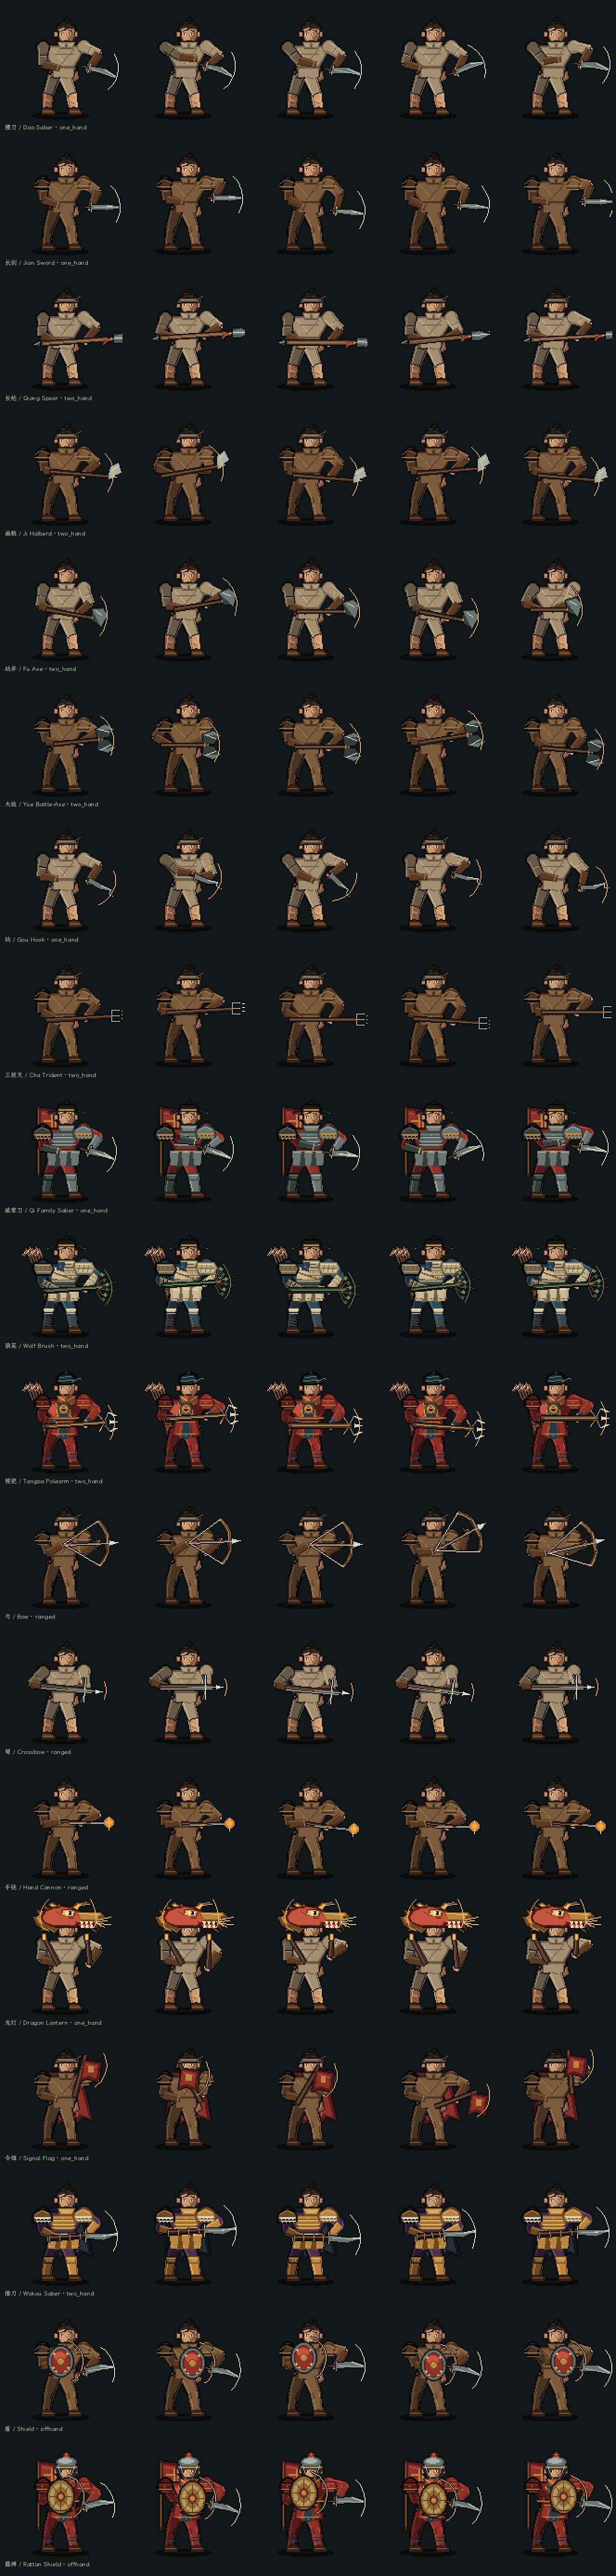 腰刀 / Dao Saber · one_hand
长剑 / Jian Sword · one_hand
长枪 / Qiang Spear · two_hand
画戟 / Ji Halberd · two_hand
战斧 / Fu Axe · two_hand
大钺 / Yue Battle-Axe · two_hand
钩 / Gou Hook · one_hand
三股叉 / Cha Trident · two_hand
戚家刀 / Qi Family Saber · one_hand
狼筅 / Wolf Brush · two_hand
镋钯 / Tangpa Polearm · two_hand
弓 / Bow · ranged
弩 / Crossbow · ranged
手铳 / Hand Cannon · ranged
龙灯 / Dragon Lantern · one_hand
令旗 / Signal Flag · one_hand
倭刀 / Wokou Saber · two_hand
盾 / Shield · offhand
藤牌 / Rattan Shield · offhand